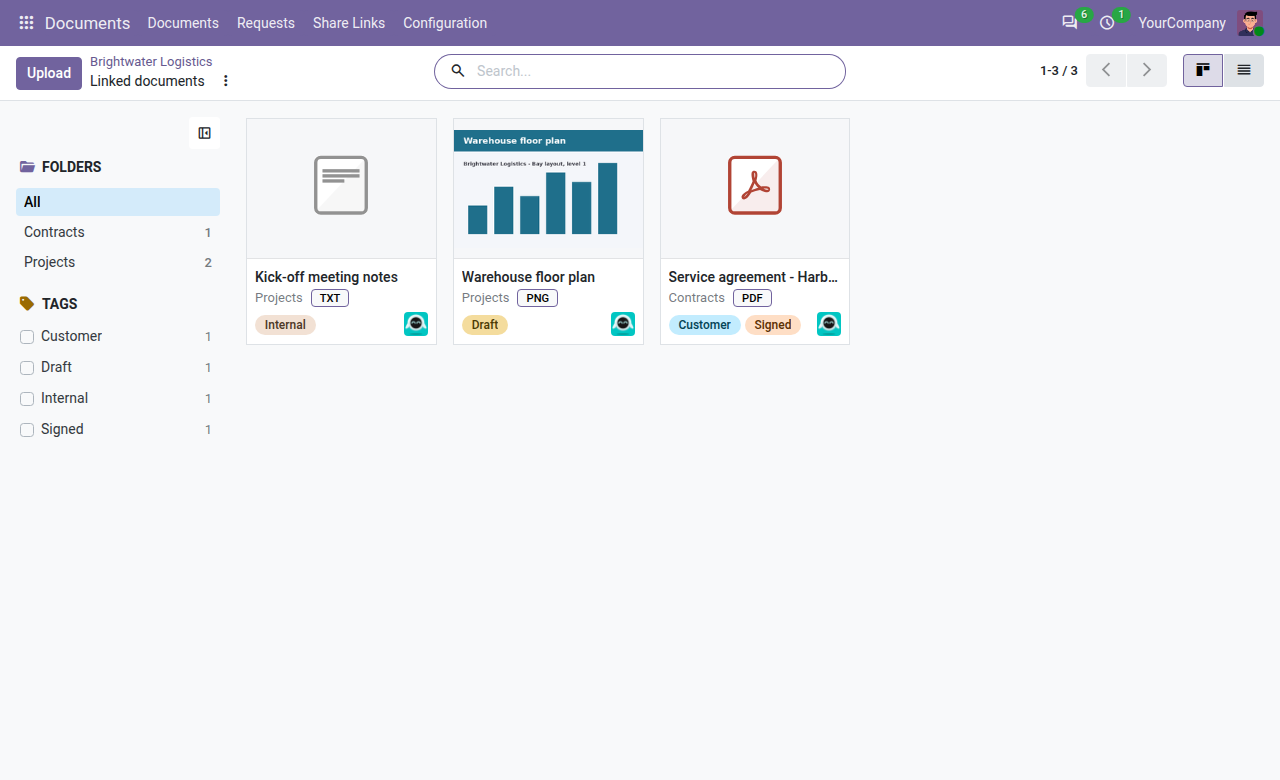 Documents
Documents
Requests
Share Links
Configuration
6
1
YourCompany
Upload
Brightwater Logistics
Linked documents
Search...
1-3 / 3
FOLDERS
All
Contracts 1
Projects 2
TAGS
Customer 1
Draft 1
Internal 1
Signed 1
Kick-off meeting notes
Projects TXT
Internal
Warehouse floor plan
Brightwater Logistics - Bay layout, level 1
Warehouse floor plan
Projects PNG
Draft
Service agreement - Harb...
Contracts PDF
Customer Signed